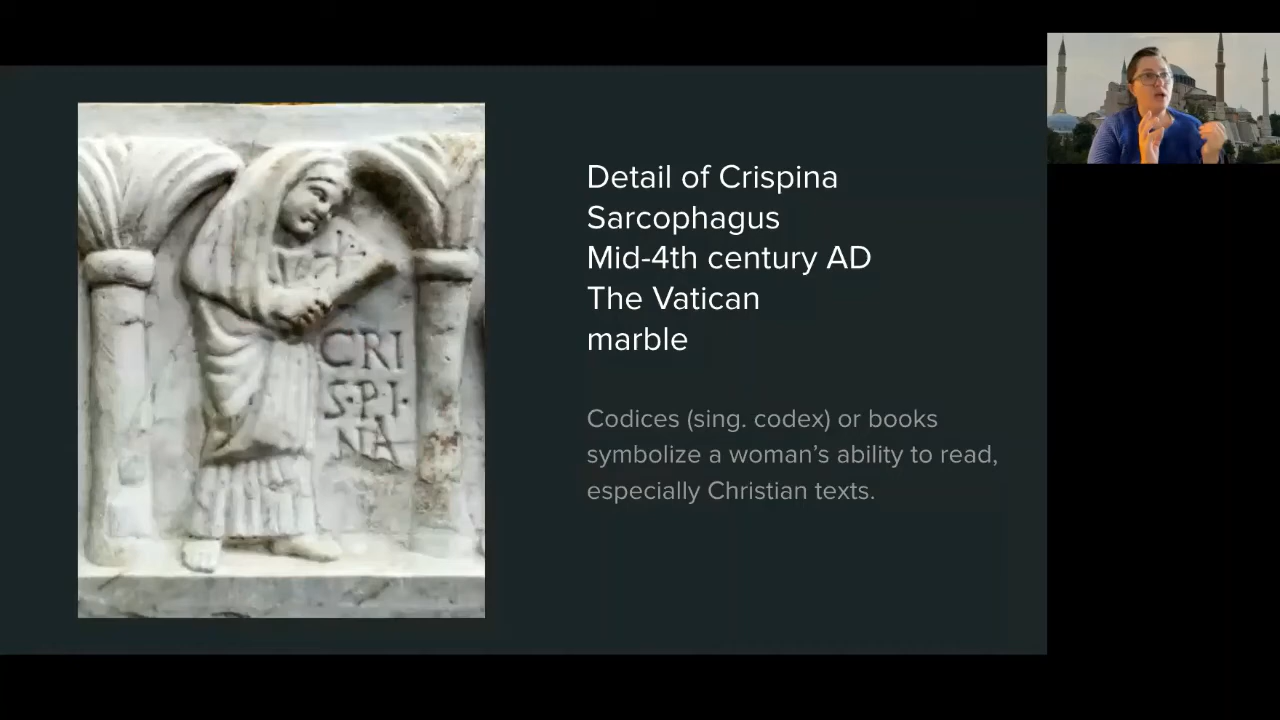 Detail of Crispina
Sarcophagus
Mid-4th century AD
The Vatican
marble
Codices (sing. codex) or books
symbolize a woman’s ability to read,
especially Christian texts.
CRI
S·P·I·
NA